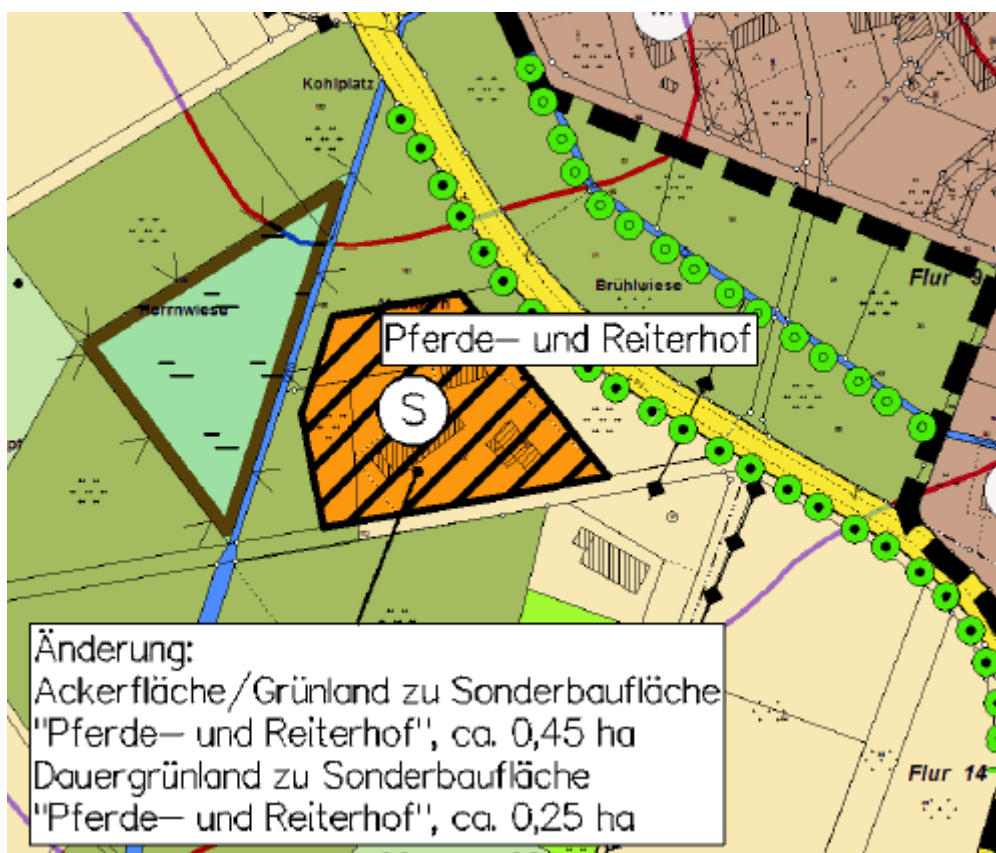 Kohlplatz
Flur 9
Brühlwiese
Herrnwiese
Pferde– und Reiterhof
S
Änderung:
Ackerfläche/Grünland zu Sonderbaufläche
"Pferde– und Reiterhof", ca. 0,45 ha
Dauergrünland zu Sonderbaufläche
"Pferde– und Reiterhof", ca. 0,25 ha
Flur 14